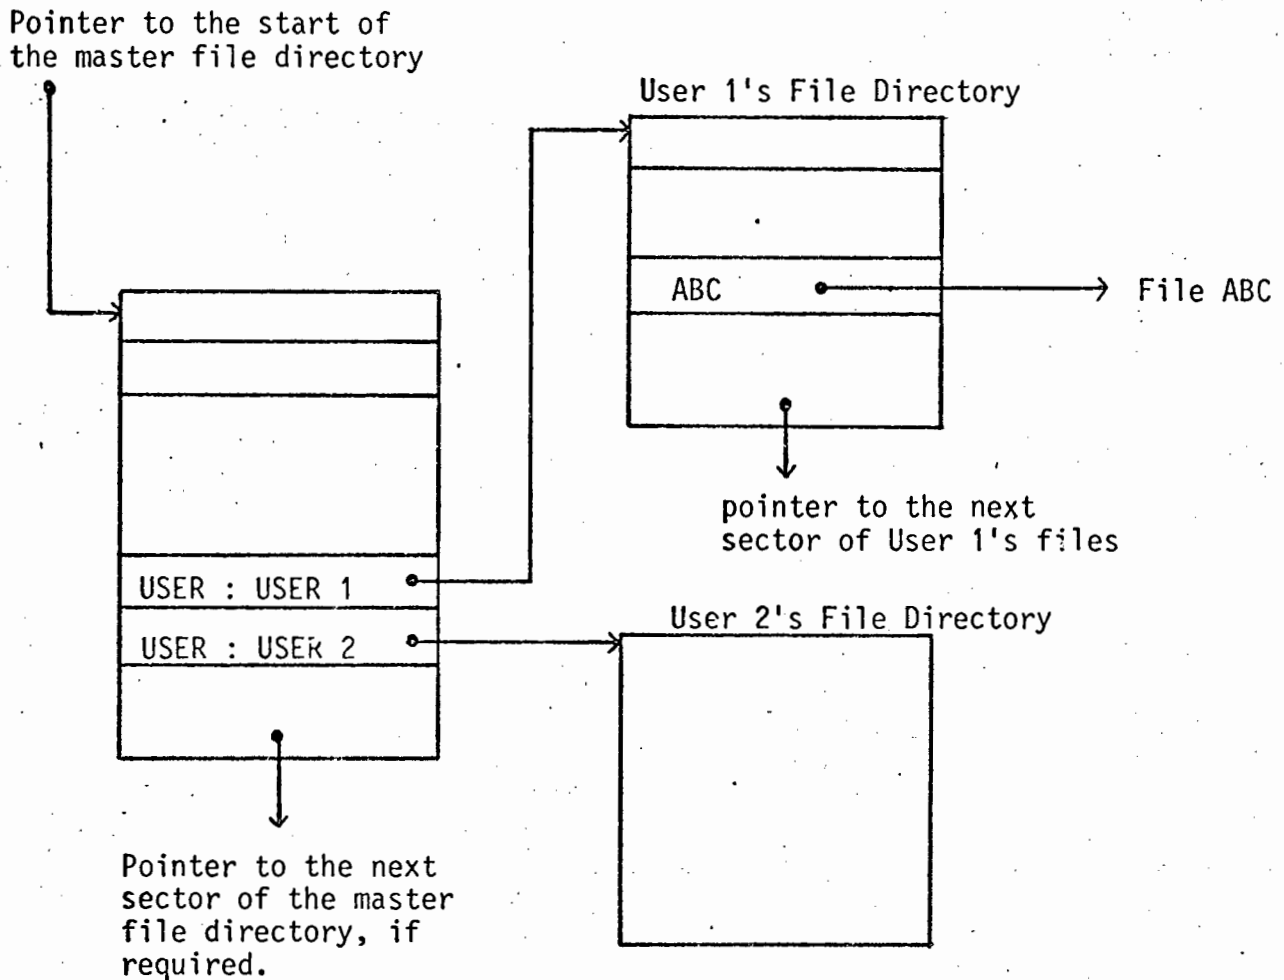 Pointer to the start of
the master file directory
User 1's File Directory
ABC
File ABC
pointer to the next
sector of User 1's files
USER : USER 1
USER : USER 2
User 2's File Directory
Pointer to the next
sector of the master
file directory, if
required.